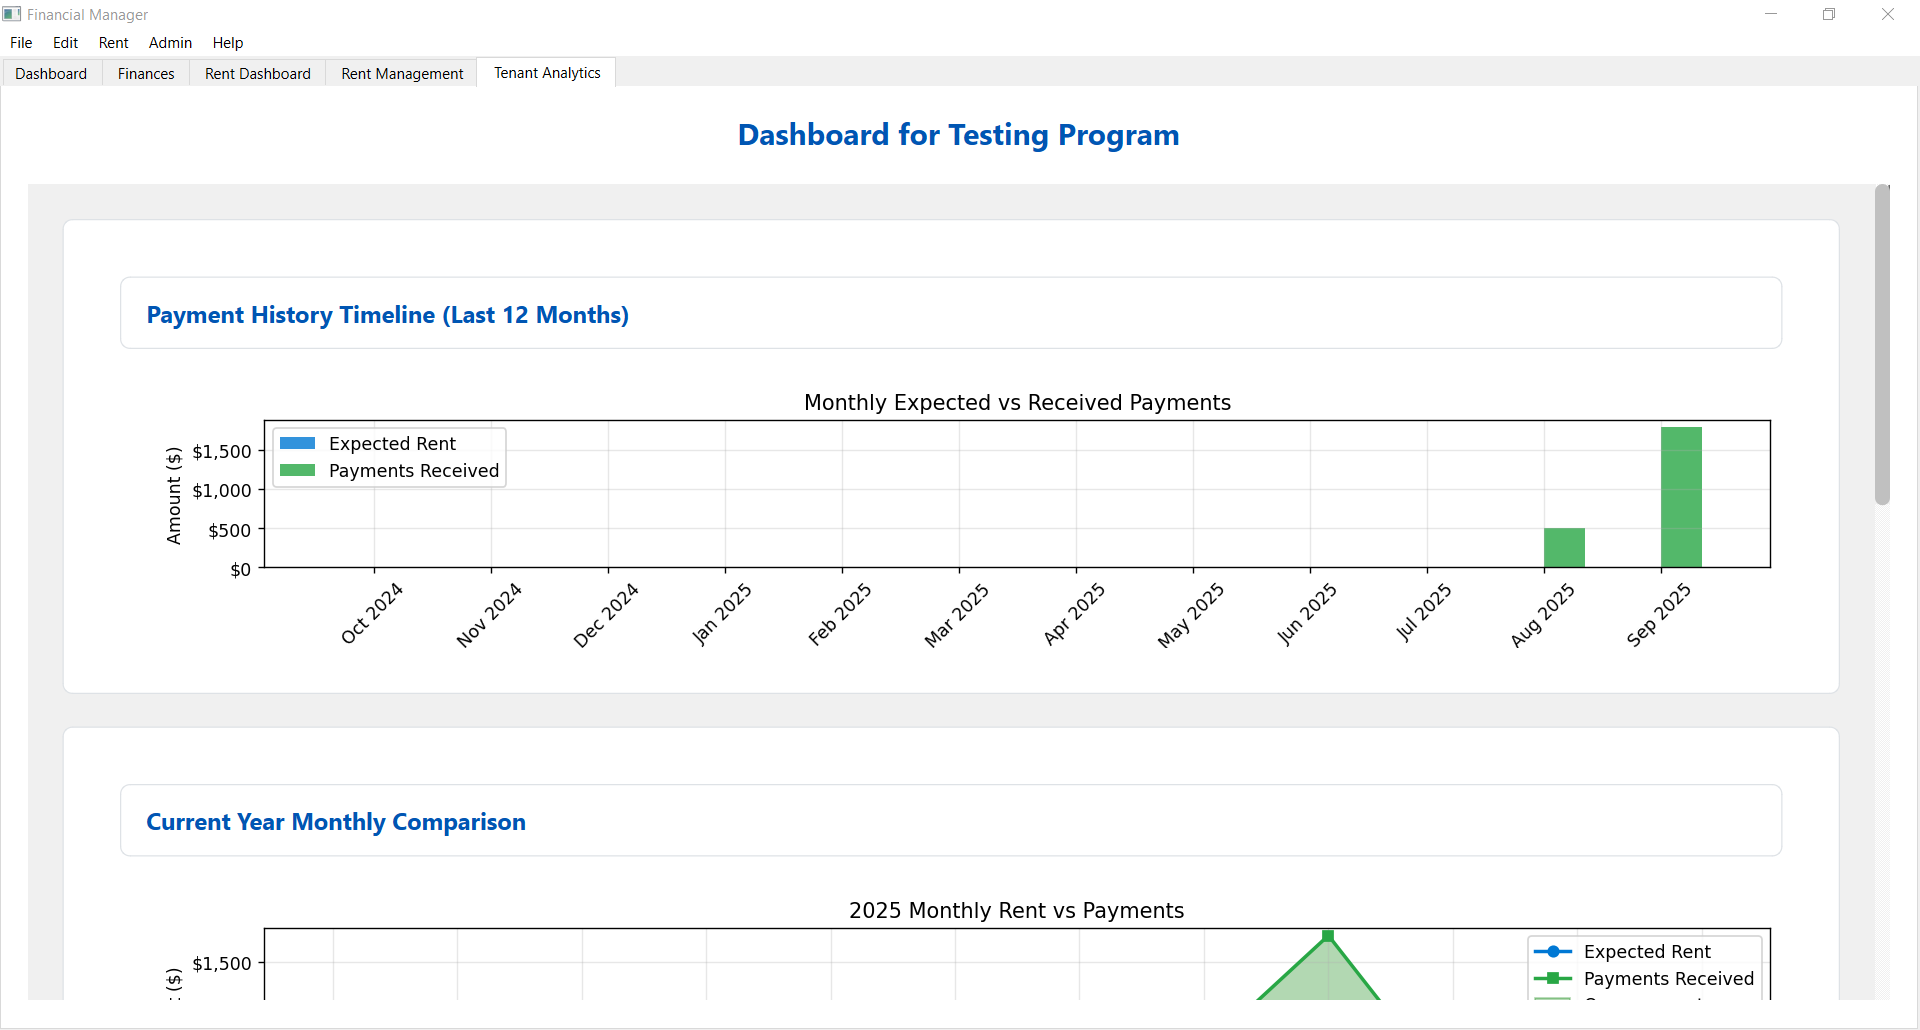 Financial Manager
File Edit Rent Admin Help
Dashboard Finances Rent Dashboard Rent Management Tenant Analytics
Dashboard for Testing Program
Payment History Timeline (Last 12 Months)
Monthly Expected vs Received Payments
Expected Rent
Payments Received
Amount ($)
$1,500
$1,000
$500
$0
Oct 2024 Nov 2024 Dec 2024 Jan 2025 Feb 2025 Mar 2025 Apr 2025 May 2025 Jun 2025 Jul 2025 Aug 2025 Sep 2025
Current Year Monthly Comparison
2025 Monthly Rent vs Payments
$1,500
($)
Expected Rent
Payments Received